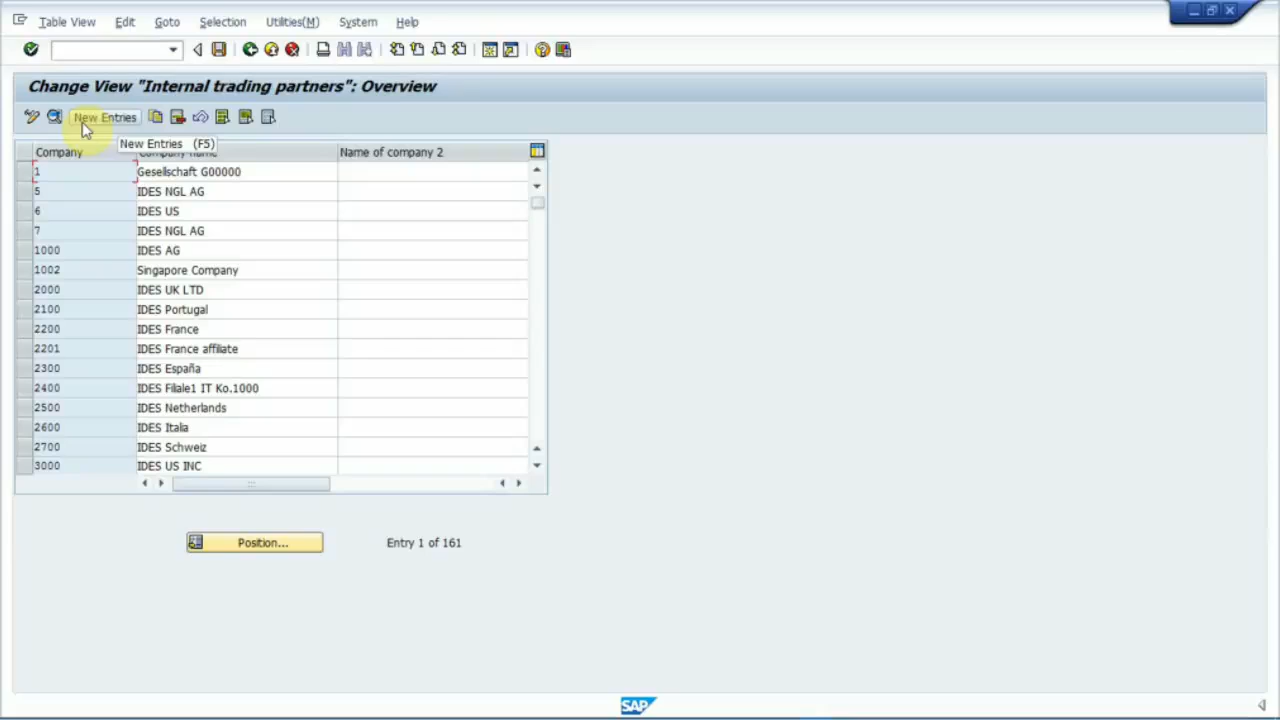 Table View Edit Goto Selection Utilities(M) System Help
Change View "Internal trading partners": Overview
New Entries
New Entries (F5)
Company Company name Name of company 2
1 Gesellschaft G00000
5 IDES NGL AG
6 IDES US
7 IDES NGL AG
1000 IDES AG
1002 Singapore Company
2000 IDES UK LTD
2100 IDES Portugal
2200 IDES France
2201 IDES France affiliate
2300 IDES España
2400 IDES Filiale1 IT Ko.1000
2500 IDES Netherlands
2600 IDES Italia
2700 IDES Schweiz
3000 IDES US INC
Position... Entry 1 of 161
SAP